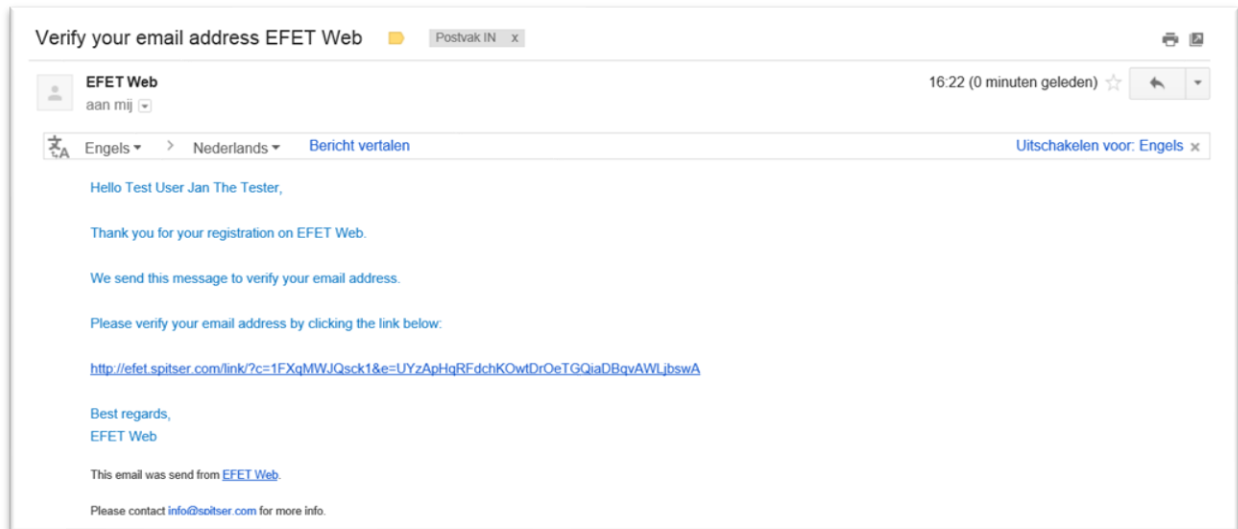 Verify your email address EFET Web Postvak IN x
EFET Web 16:22 (0 minuten geleden)
aan mij
Engels > Nederlands Bericht vertalen Uitschakelen voor: Engels x
Hello Test User Jan The Tester,
Thank you for your registration on EFET Web.
We send this message to verify your email address.
Please verify your email address by clicking the link below:
http://efet.spitser.com/link/?c=1FXqMWJQsck1&e=UYzApHqRFdchKOwtDrOeTGQiaDBqvAWLjbswA
Best regards,
EFET Web
This email was send from EFET Web.
Please contact info@spitser.com for more info.